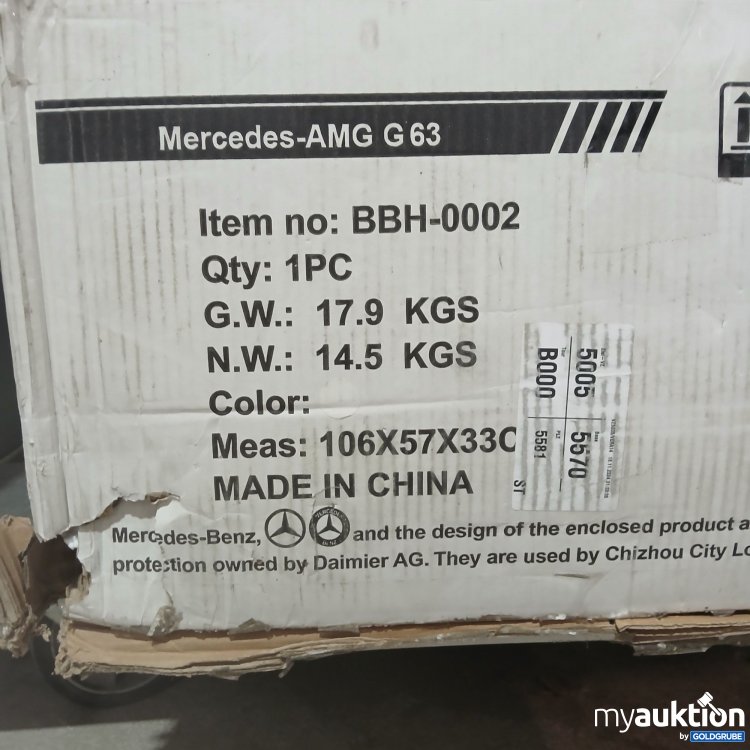 Mercedes-AMG G 63
Item no: BBH-0002
Qty: 1PC
G.W.: 17.9 KGS
N.W.: 14.5 KGS
Color:
Meas: 106X57X33C
MADE IN CHINA
5005 5570
B000 5581
ST
Mercedes-Benz, and the design of the enclosed product a
protection owned by Daimier AG. They are used by Chizhou City Lo
myauktion
by GOLDGRUBE